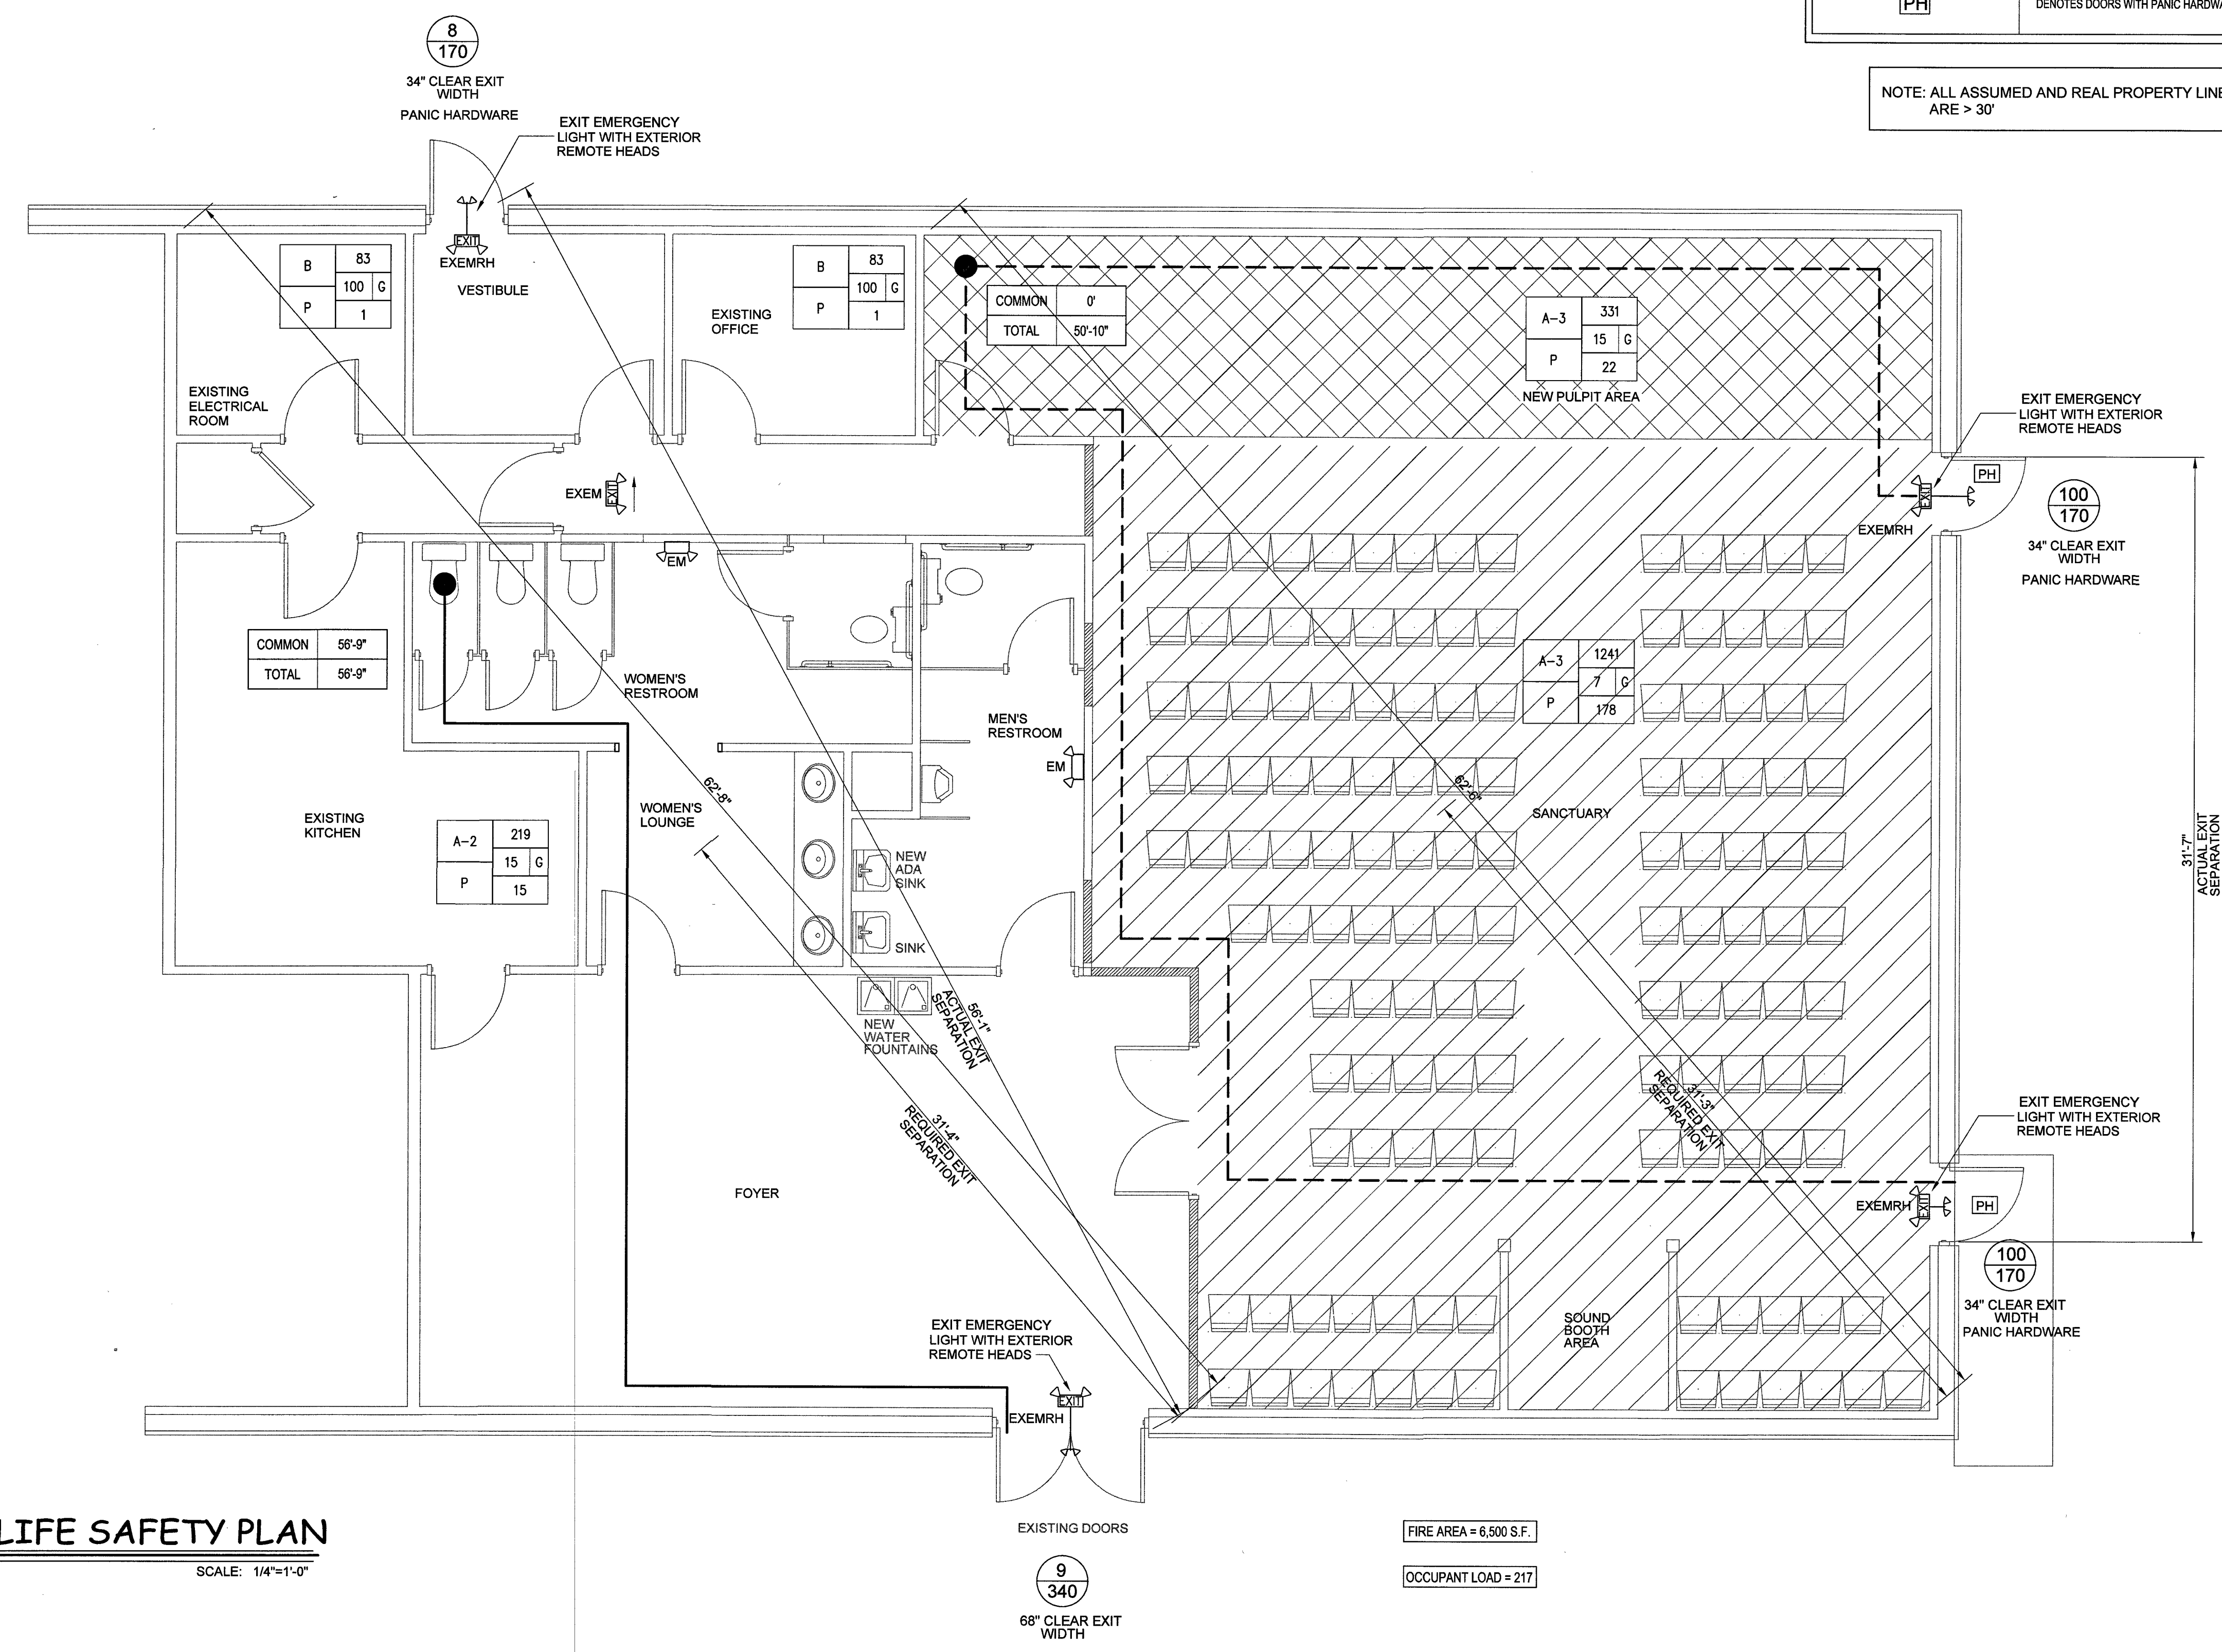 PH
DENOTES DOORS WITH PANIC
NOTE: ALL ASSUMED AND REAL PROPERTY
ARE > 30'
8
170
34" CLEAR EXIT
WIDTH
PANIC HARDWARE
EXIT EMERGENCY
LIGHT WITH EXTERIOR
REMOTE HEADS
EXIT
EXEMRH
VESTIBULE
B 83
100 G
P 1
EXISTING
ELECTRICAL
ROOM
B 83
100 G
P 1
EXISTING
OFFICE
COMMON 0'
TOTAL 50'-10"
A-3 331
15 G
P 22
NEW PULPIT AREA
EXIT EMERGENCY
LIGHT WITH EXTERIOR
REMOTE HEADS
PH
EXIT
EXEMRH
100
170
34" CLEAR EXIT
WIDTH
PANIC HARDWARE
EXEM
EXIT
EM
COMMON 56'-9"
TOTAL 56'-9"
WOMEN'S
RESTROOM
MEN'S
RESTROOM
EM
A-3 1241
7 G
P 178
SANCTUARY
62'-8"
62'-6"
31'-7"
ACTUAL EXIT
SEPARATION
EXISTING
KITCHEN
A-2 219
15 G
P 15
WOMEN'S
LOUNGE
NEW
ADA
SINK
SINK
NEW
WATER
FOUNTAINS
56'-1"
ACTUAL EXIT
SEPARATION
31'-4"
REQUIRED EXIT
SEPARATION
31'-3"
REQUIRED EXIT
SEPARATION
FOYER
EXIT EMERGENCY
LIGHT WITH EXTERIOR
REMOTE HEADS
EXEMRH
EXIT
PH
100
170
34" CLEAR EXIT
WIDTH
PANIC HARDWARE
SOUND
BOOTH
AREA
EXIT EMERGENCY
LIGHT WITH EXTERIOR
REMOTE HEADS
EXIT
EXEMRH
EXISTING DOORS
9
340
68" CLEAR EXIT
WIDTH
FIRE AREA = 6,500 S.F.
OCCUPANT LOAD = 217
LIFE SAFETY PLAN
SCALE: 1/4"=1'-0"